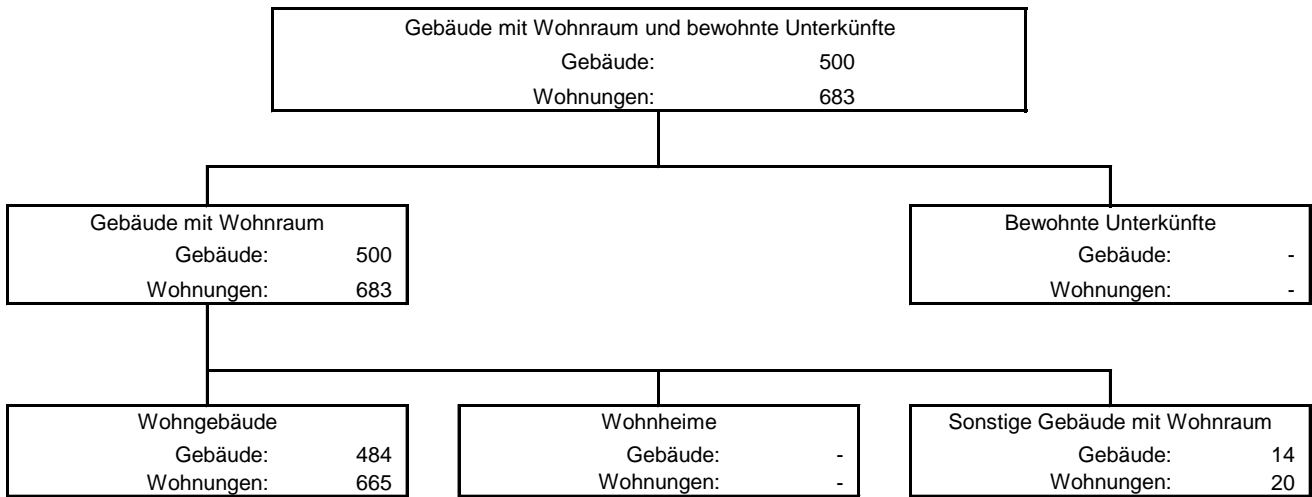 Gebäude mit Wohnraum und bewohnte Unterkünfte
Gebäude: 500
Wohnungen: 683
Gebäude mit Wohnraum
Gebäude: 500
Wohnungen: 683
Bewohnte Unterkünfte
Gebäude: -
Wohnungen: -
Wohngebäude
Gebäude: 484
Wohnungen: 665
Wohnheime
Gebäude: -
Wohnungen: -
Sonstige Gebäude mit Wohnraum
Gebäude: 14
Wohnungen: 20